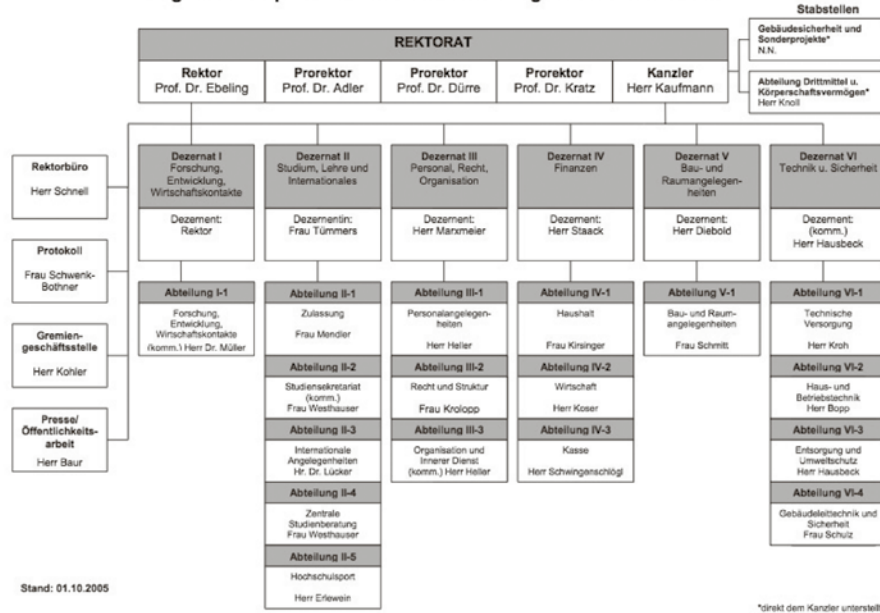 Stabstellen
REKTORAT
Rektor
Prof. Dr. Ebeling
Prorektor
Prof. Dr. Adler
Prorektor
Prof. Dr. Dürre
Prorektor
Prof. Dr. Kratz
Kanzler
Herr Kaufmann
Gebäudesicherheit und
Sonderprojekte*
N.N.
Abteilung Drittmittel u.
Körperschaftsvermögen*
Herr Knoll
Rektorbüro
Herr Schnell
Protokoll
Frau Schwenk-
Bothner
Gremien-
geschäftsstelle
Herr Kohler
Presse/
Öffentlichkeits-
arbeit
Herr Baur
Dezernat I
Forschung,
Entwicklung,
Wirtschaftskontakte
Dezernent:
Rektor
Abteilung I-1
Forschung,
Entwicklung,
Wirtschaftskontakte
(komm.) Herr Dr. Müller
Dezernat II
Studium, Lehre und
Internationales
Dezernentin:
Frau Tümmers
Abteilung II-1
Zulassung
Frau Mendler
Abteilung II-2
Studiensekretariat
(komm.)
Frau Westhauser
Abteilung II-3
Internationale
Angelegenheiten
Hr. Dr. Lücker
Abteilung II-4
Zentrale
Studienberatung
Frau Westhauser
Abteilung II-5
Hochschulsport
Herr Erlewein
Dezernat III
Personal, Recht,
Organisation
Dezernent:
Herr Marxmeier
Abteilung III-1
Personalangelegen-
heiten
Herr Heller
Abteilung III-2
Recht und Struktur
Frau Krolopp
Abteilung III-3
Organisation und
Innerer Dienst
(komm.) Herr Heller
Dezernat IV
Finanzen
Dezernent:
Herr Staack
Abteilung IV-1
Haushalt
Frau Kirsinger
Abteilung IV-2
Wirtschaft
Herr Koser
Abteilung IV-3
Kasse
Herr Schwingenschlögl
Dezernat V
Bau- und
Raumangelegen-
heiten
Dezernent:
Herr Diebold
Abteilung V-1
Bau- und Raum-
angelegenheiten
Frau Schmitt
Dezernat VI
Technik u. Sicherheit
Dezernent:
(komm.)
Herr Hausbeck
Abteilung VI-1
Technische
Versorgung
Herr Kroh
Abteilung VI-2
Haus- und
Betriebstechnik
Herr Bopp
Abteilung VI-3
Entsorgung und
Umweltschutz
Herr Hausbeck
Abteilung VI-4
Gebäudeleittechnik und
Sicherheit
Frau Schulz
Stand: 01.10.2005
*direkt dem Kanzler unterstellt